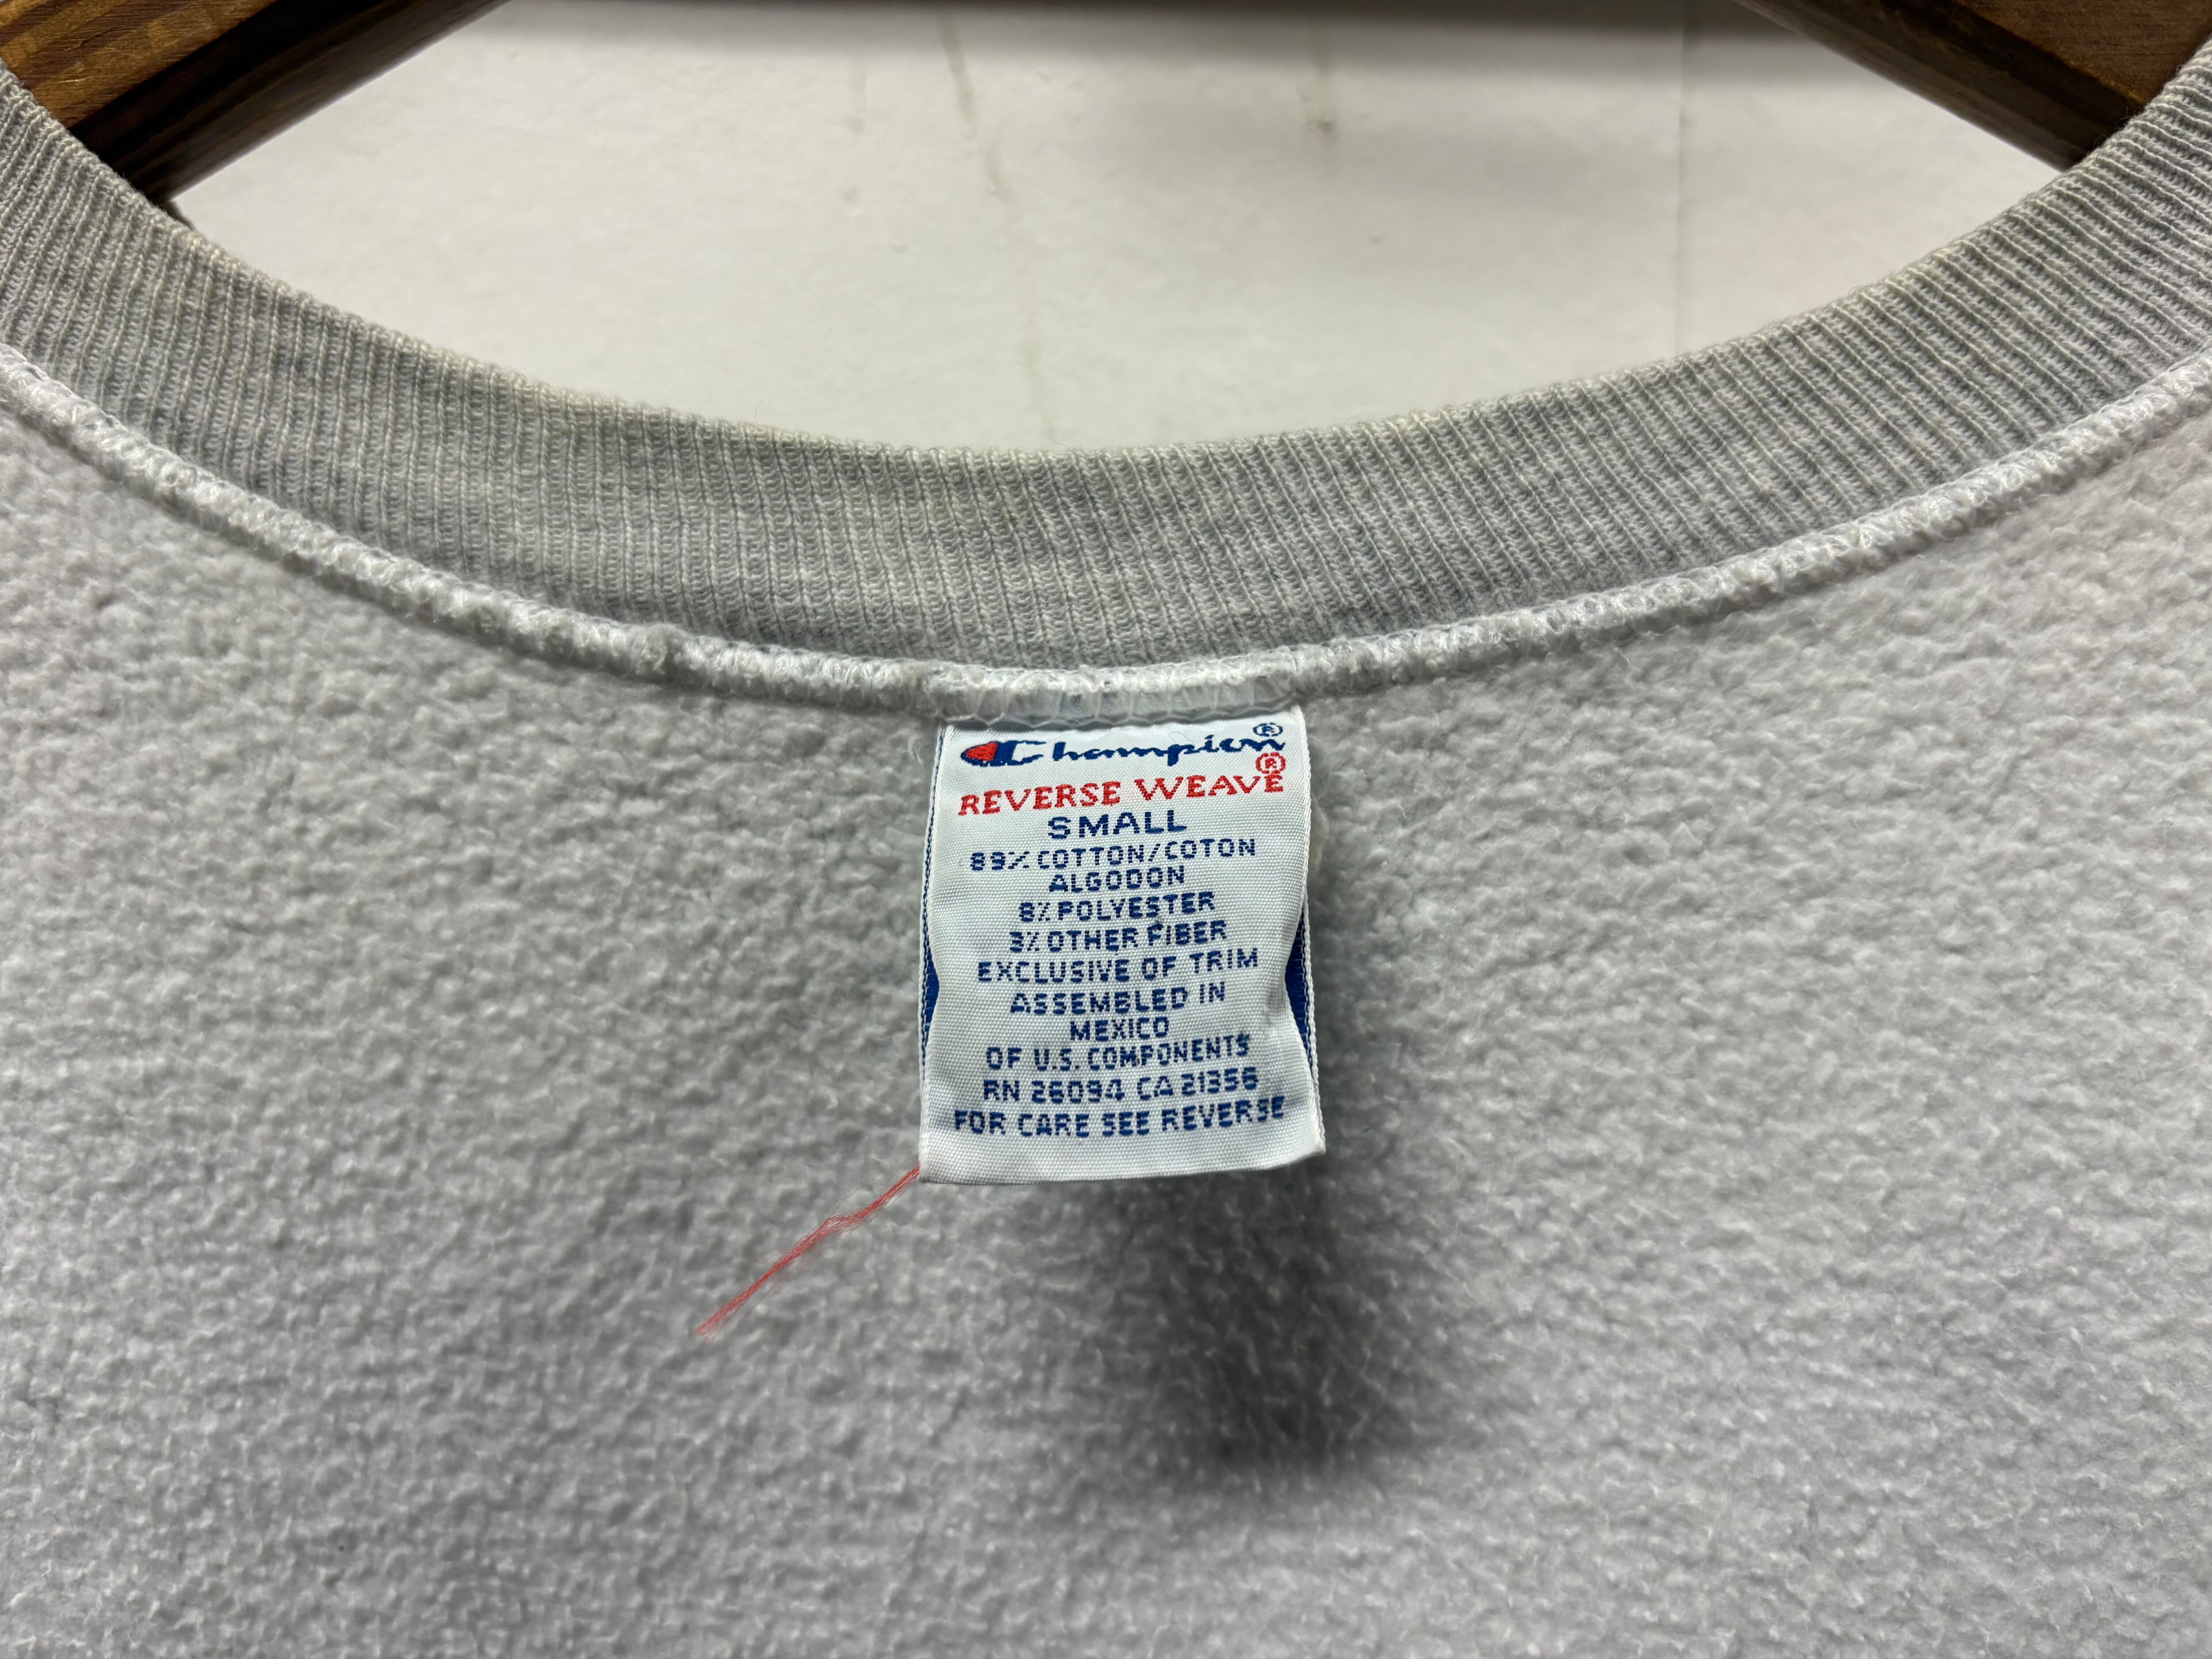 Champion®
REVERSE WEAVE®
SMALL
89% COTTON/COTON
ALGODON
8% POLYESTER
3% OTHER FIBER
EXCLUSIVE OF TRIM
ASSEMBLED IN
MEXICO
OF U.S. COMPONENTS
RN 26094 CA 21356
FOR CARE SEE REVERSE